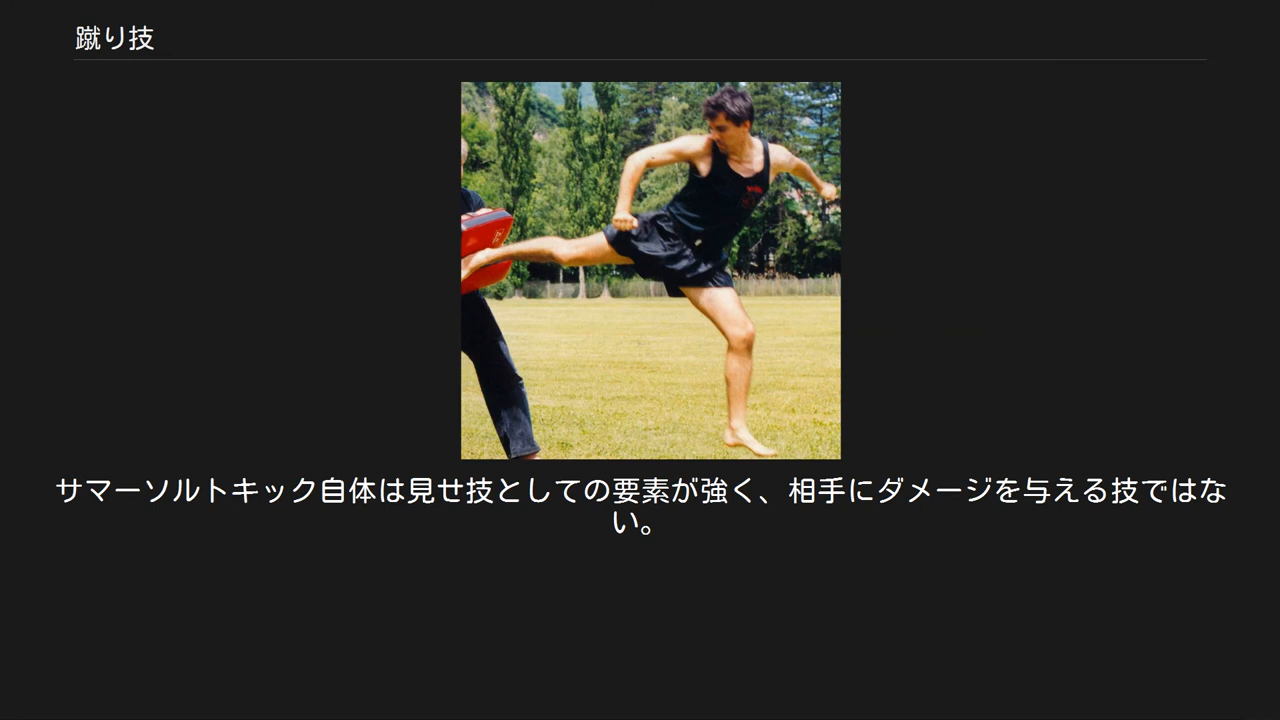 蹴り技
サマーソルトキック自体は見せ技としての要素が強く、相手にダメージを与える技ではな
い。